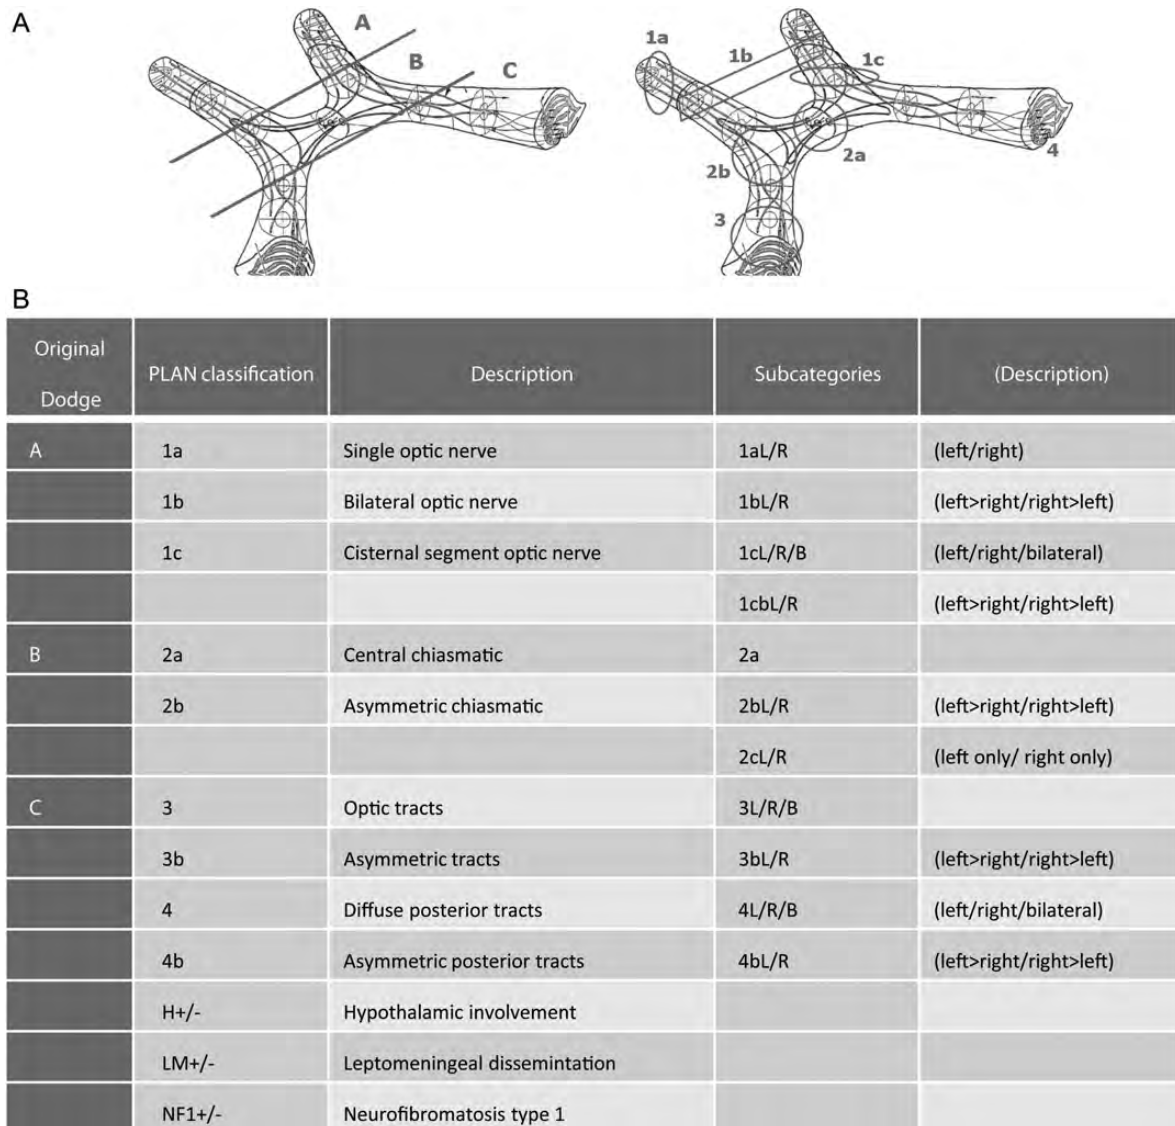 A
A
B
C
1a
1b
1c
2a
2b
3
4
B
Original Dodge | PLAN classification | Description | Subcategories | (Description)
A | 1a | Single optic nerve | 1aL/R | (left/right)
1b | Bilateral optic nerve | 1bL/R | (left>right/right>left)
1c | Cisternal segment optic nerve | 1cL/R/B | (left/right/bilateral)
1cbL/R | (left>right/right>left)
B | 2a | Central chiasmatic | 2a
2b | Asymmetric chiasmatic | 2bL/R | (left>right/right>left)
2cL/R | (left only/ right only)
C | 3 | Optic tracts | 3L/R/B
3b | Asymmetric tracts | 3bL/R | (left>right/right>left)
4 | Diffuse posterior tracts | 4L/R/B | (left/right/bilateral)
4b | Asymmetric posterior tracts | 4bL/R | (left>right/right>left)
H+/- | Hypothalamic involvement
LM+/- | Leptomeningeal dissemintation
NF1+/- | Neurofibromatosis type 1